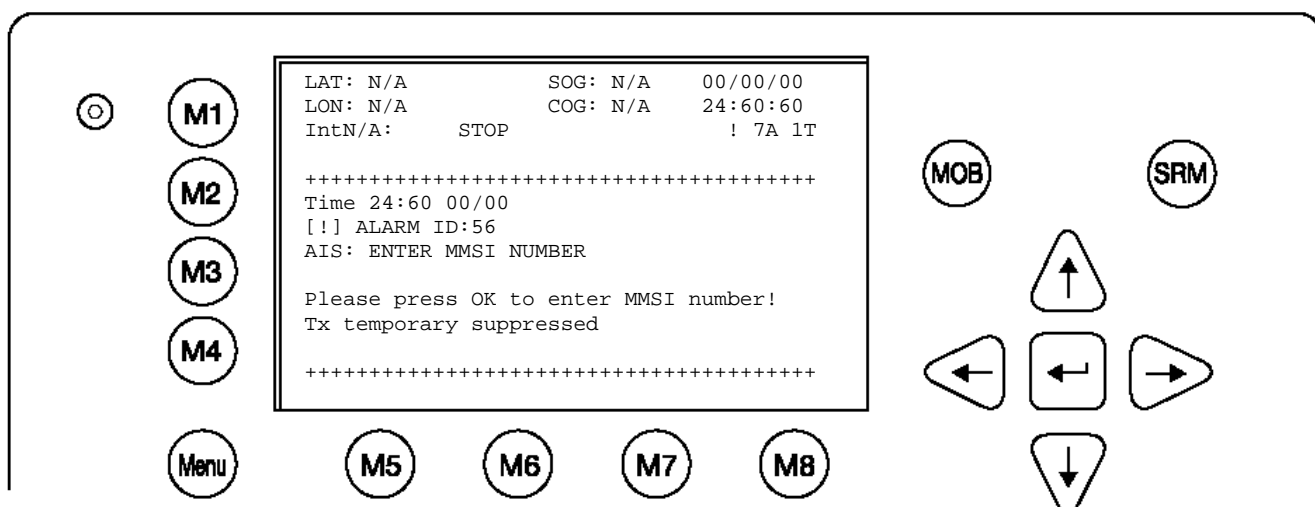 LAT: N/A SOG: N/A 00/00/00
LON: N/A COG: N/A 24:60:60
IntN/A: STOP ! 7A 1T
++++++++++++++++++++++++++++++++++++++++
Time 24:60 00/00
[!] ALARM ID:56
AIS: ENTER MMSI NUMBER
Please press OK to enter MMSI number!
Tx temporary suppressed
++++++++++++++++++++++++++++++++++++++++
M1
M2
M3
M4
Menu
M5 M6 M7 M8
MOB SRM